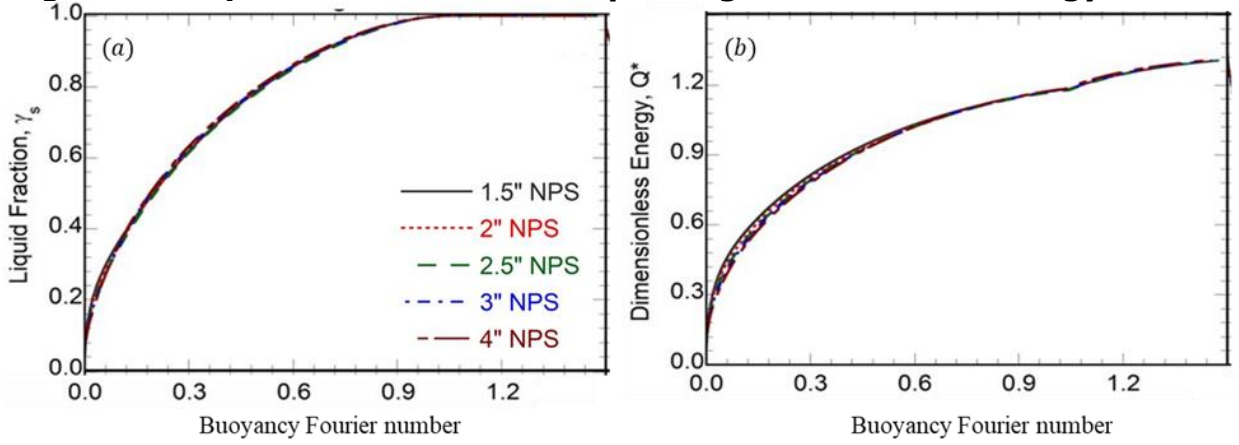 (a)
Liquid Fraction, γs
1.0
0.8
0.6
0.4
0.2
0.0
0.0 0.3 0.6 0.9 1.2
Buoyancy Fourier number
1.5" NPS
2" NPS
2.5" NPS
3" NPS
4" NPS
(b)
Dimensionless Energy, Q*
1.2
0.9
0.6
0.3
0.0
0.0 0.3 0.6 0.9 1.2
Buoyancy Fourier number